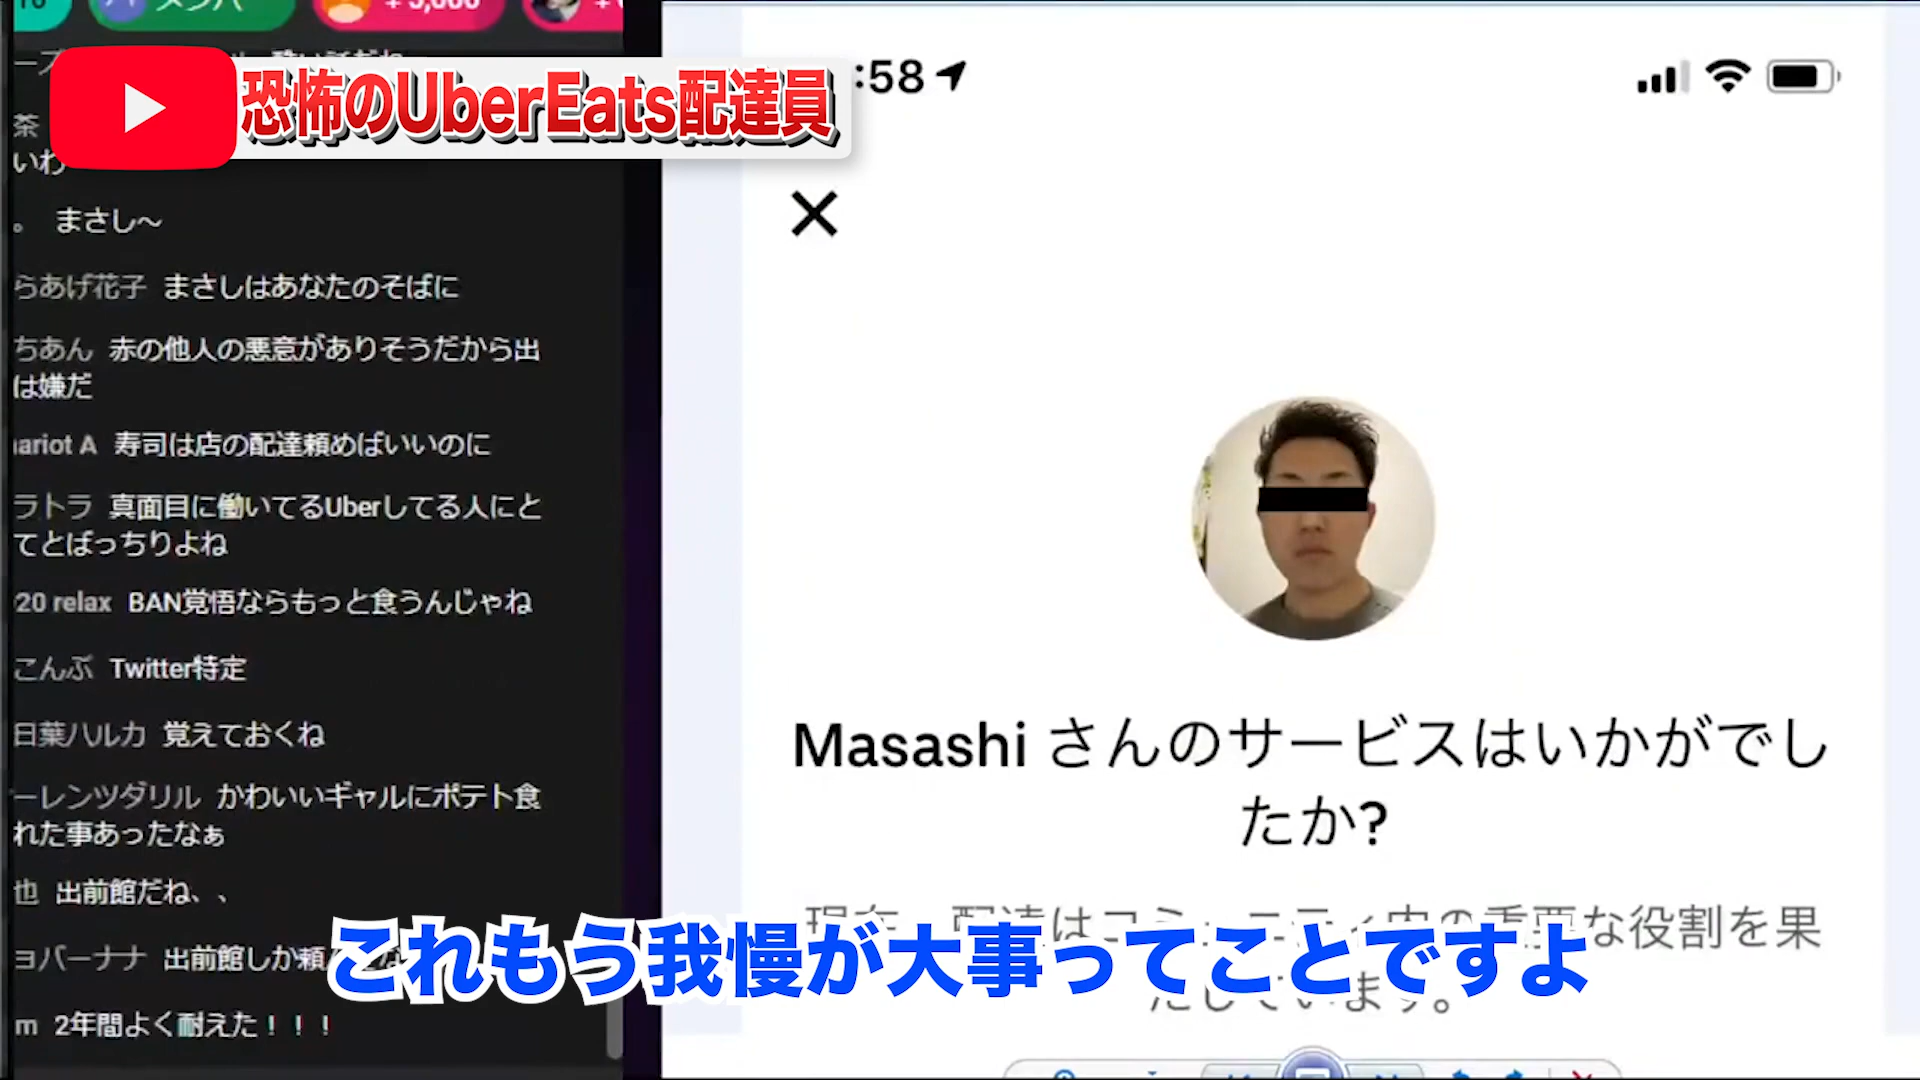 メンバ
恐怖のUberEats配達員
:58
茶
いわ
まさし〜
らあげ花子 まさしはあなたのそばに
ちあん 赤の他人の悪意がありそうだから出
は嫌だ
ariot A 寿司は店の配達頼めばいいのに
ラトラ 真面目に働いてるUberしてる人にと
てとばっちりよね
20 relax BAN覚悟ならもっと食うんじゃね
こんぶ Twitter特定
日葉ハルカ 覚えておくね
ーレンツダリル かわいいギャルにポテト食
れた事あったなぁ
也 出前館だね、、
ヨバーナナ 出前館しか頼
m 2年間よく耐えた！！！
Masashi さんのサービスはいかがでし
たか?
な役割を果
たしています。
これもう我慢が大事ってことですよ